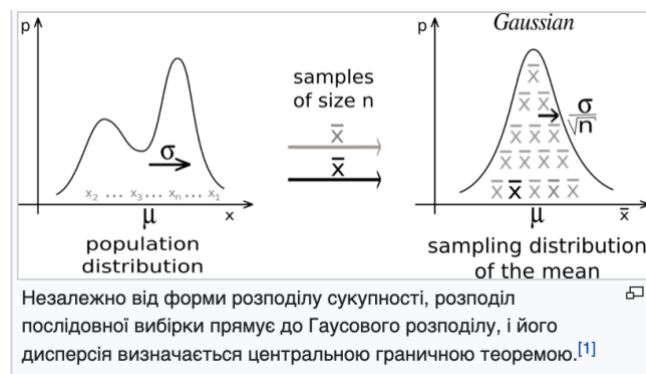 p
σ
x₂ ... x₃... xₙ ... x₁
μ
x
population
distribution
samples
of size n
x̄
x̄
p
Gaussian
x̄
x̄ x̄
σ
√n
x̄ x̄ x̄
x̄ x̄ x̄ x̄
x̄ x̄ x̄ x̄ x̄
μ
x̄
sampling distribution
of the mean
Незалежно від форми розподілу сукупності, розподіл
послідовної вибірки прямує до Гаусового розподілу, і його
дисперсія визначається центральною граничною теоремою.[1]